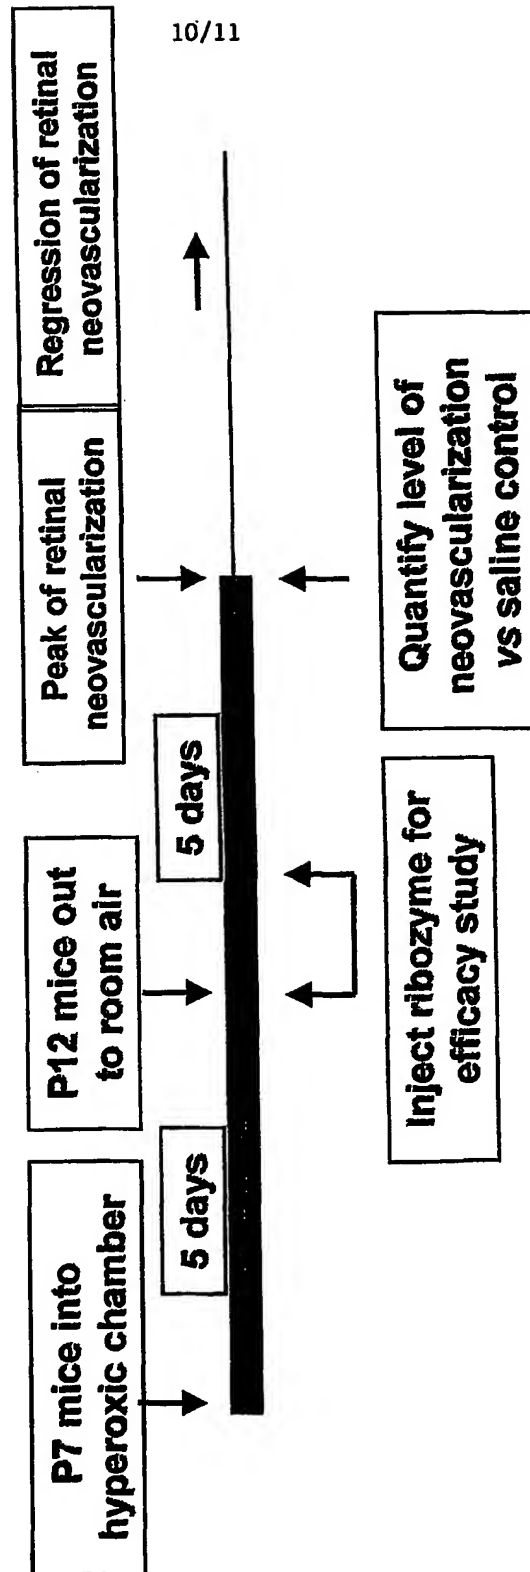 10/11
P7 mice into
hyperoxic chamber
5 days
P12 mice out
to room air
5 days
Peak of retinal
neovascularization
Regression of retinal
neovascularization
Inject ribozyme for
efficacy study
Quantify level of
neovascularization
vs saline control